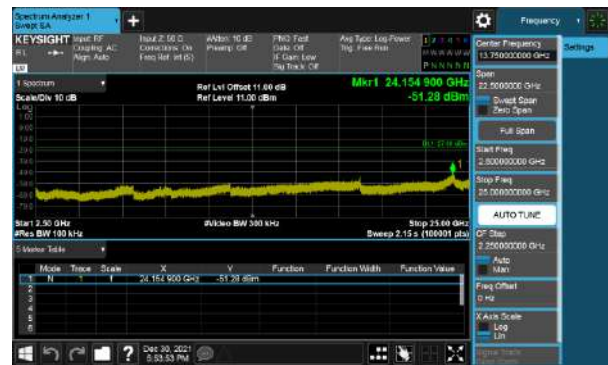 Spectrum Analyzer 1
Swept SA
Frequency
KEYSIGHT
Input: RF
Coupling: AC
Align: Auto
Input Z: 50 Ω
Corrections: On
Freq Ref: Int (S)
#Atten: 10 dB
Preamp: Off
PNO: Fast
Gate: Off
IF Gain: Low
Sig Track: Off
Avg Type: Log-Power
Trig: Free Run
Center Frequency
13.750000000 GHz
Settings
1 Spectrum
Scale/Div 10 dB
Ref Lvl Offset 11.00 dB
Ref Level 11.00 dBm
Mkr1 24.154 900 GHz
-51.28 dBm
Span
22.5000000 GHz
Swept Span
Zero Span
Full Span
Log
1.00
Start Freq
2.500000000 GHz
Stop Freq
25.000000000 GHz
AUTO TUNE
Start 2.50 GHz
#Res BW 100 kHz
#Video BW 300 kHz
Stop 25.00 GHz
Sweep 2.15 s (100001 pts)
CF Step
2.250000000 GHz
Auto
Man
5 Marker Table
Mode Trace Scale X Y Function Function Width Function Value
1 N 1 f 24.154 900 GHz -51.28 dBm
2
3
4
5
6
Freq Offset
0 Hz
X Axis Scale
Log
Lin
Dec 30, 2021
5:53:53 PM